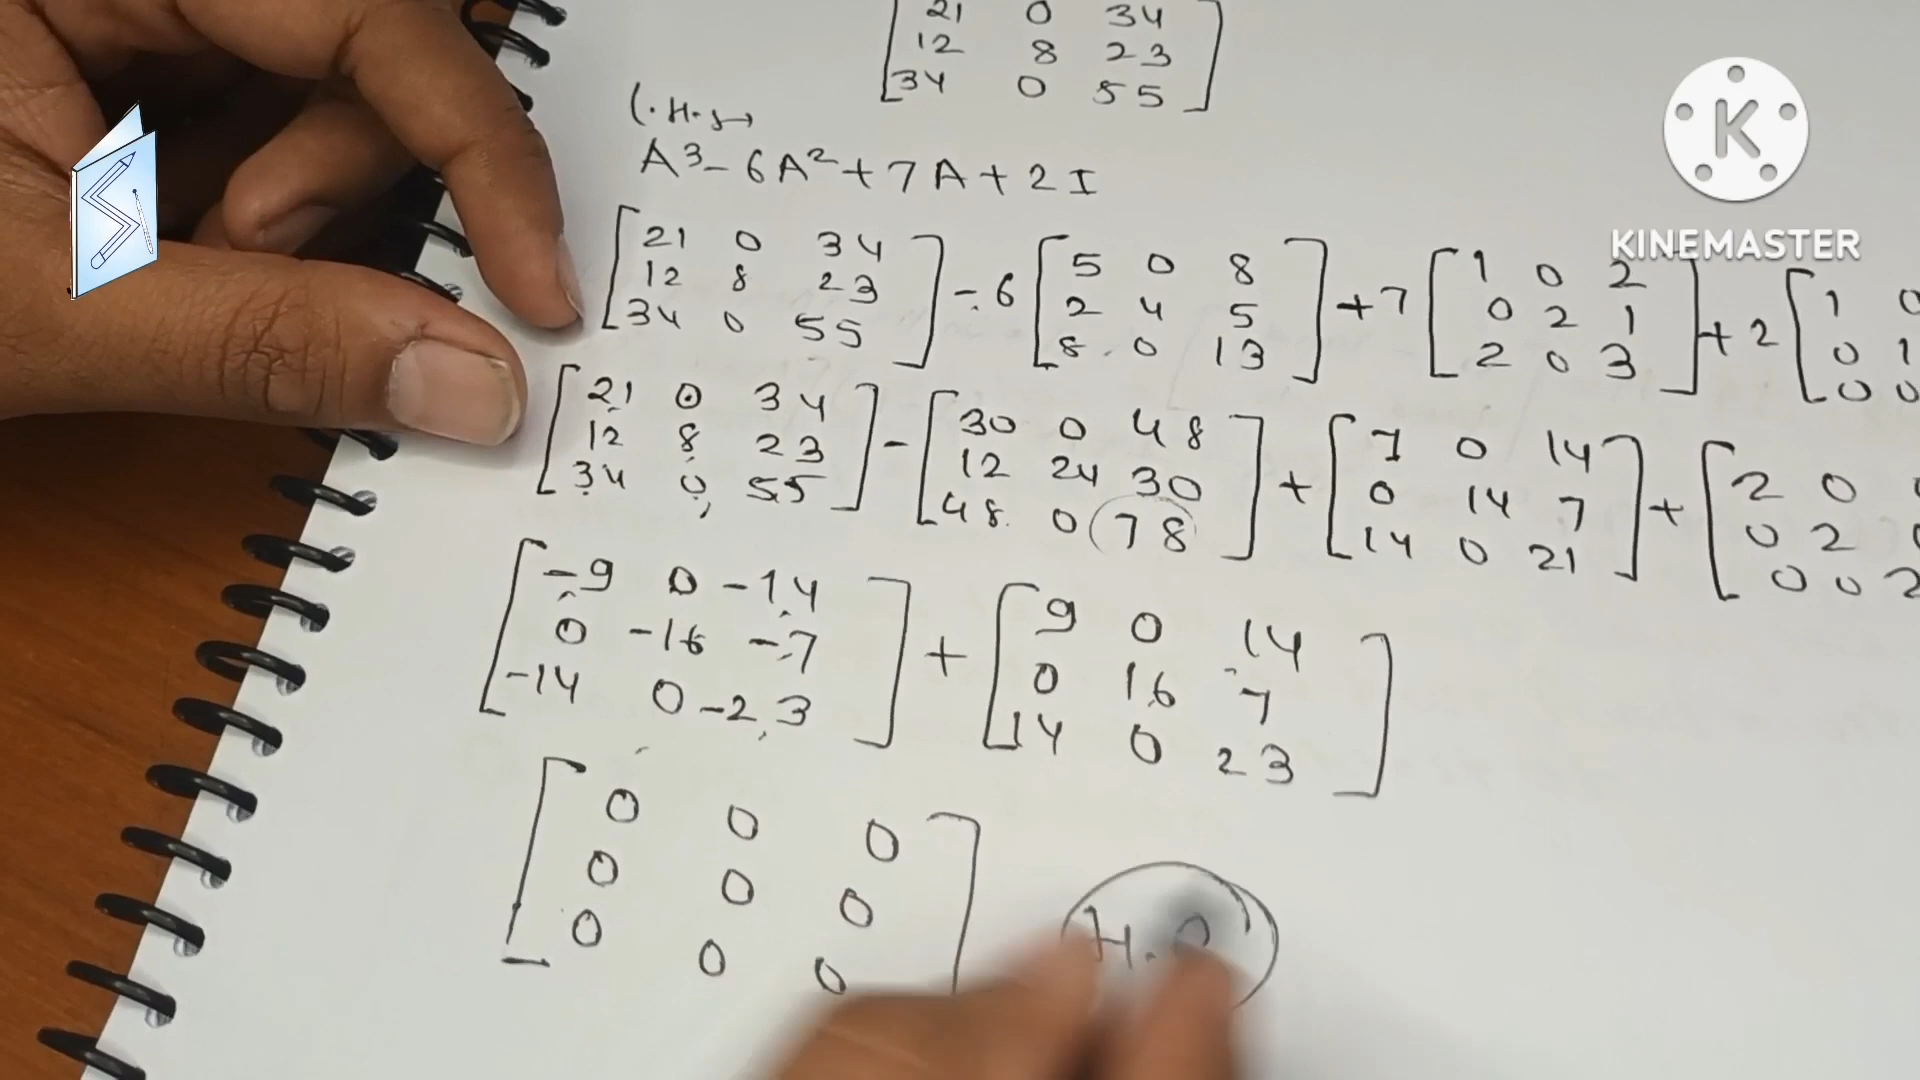 21 0 34
12 8 23
34 0 55
L.H.S
A³-6A²+7A+2I
[21 0 34] [5 0 8] [1 0 2] [1 0
[12 8 23] -6 [2 4 5] +7 [0 2 1] +2 [0 1
[34 0 55] [8 0 13] [2 0 3] [0 0
[21 0 34] [30 0 48] [7 0 14] [2 0
[12 8 23] - [12 24 30] + [0 14 7] + [0 2
[34 0 55] [48 0 78] [14 0 21] [0 0 2
[-9 0 -14] [9 0 14]
[0 -16 -7] + [0 16 7]
[-14 0 -23] [14 0 23]
[0 0 0]
[0 0 0]
[0 0 0]
KINEMASTER